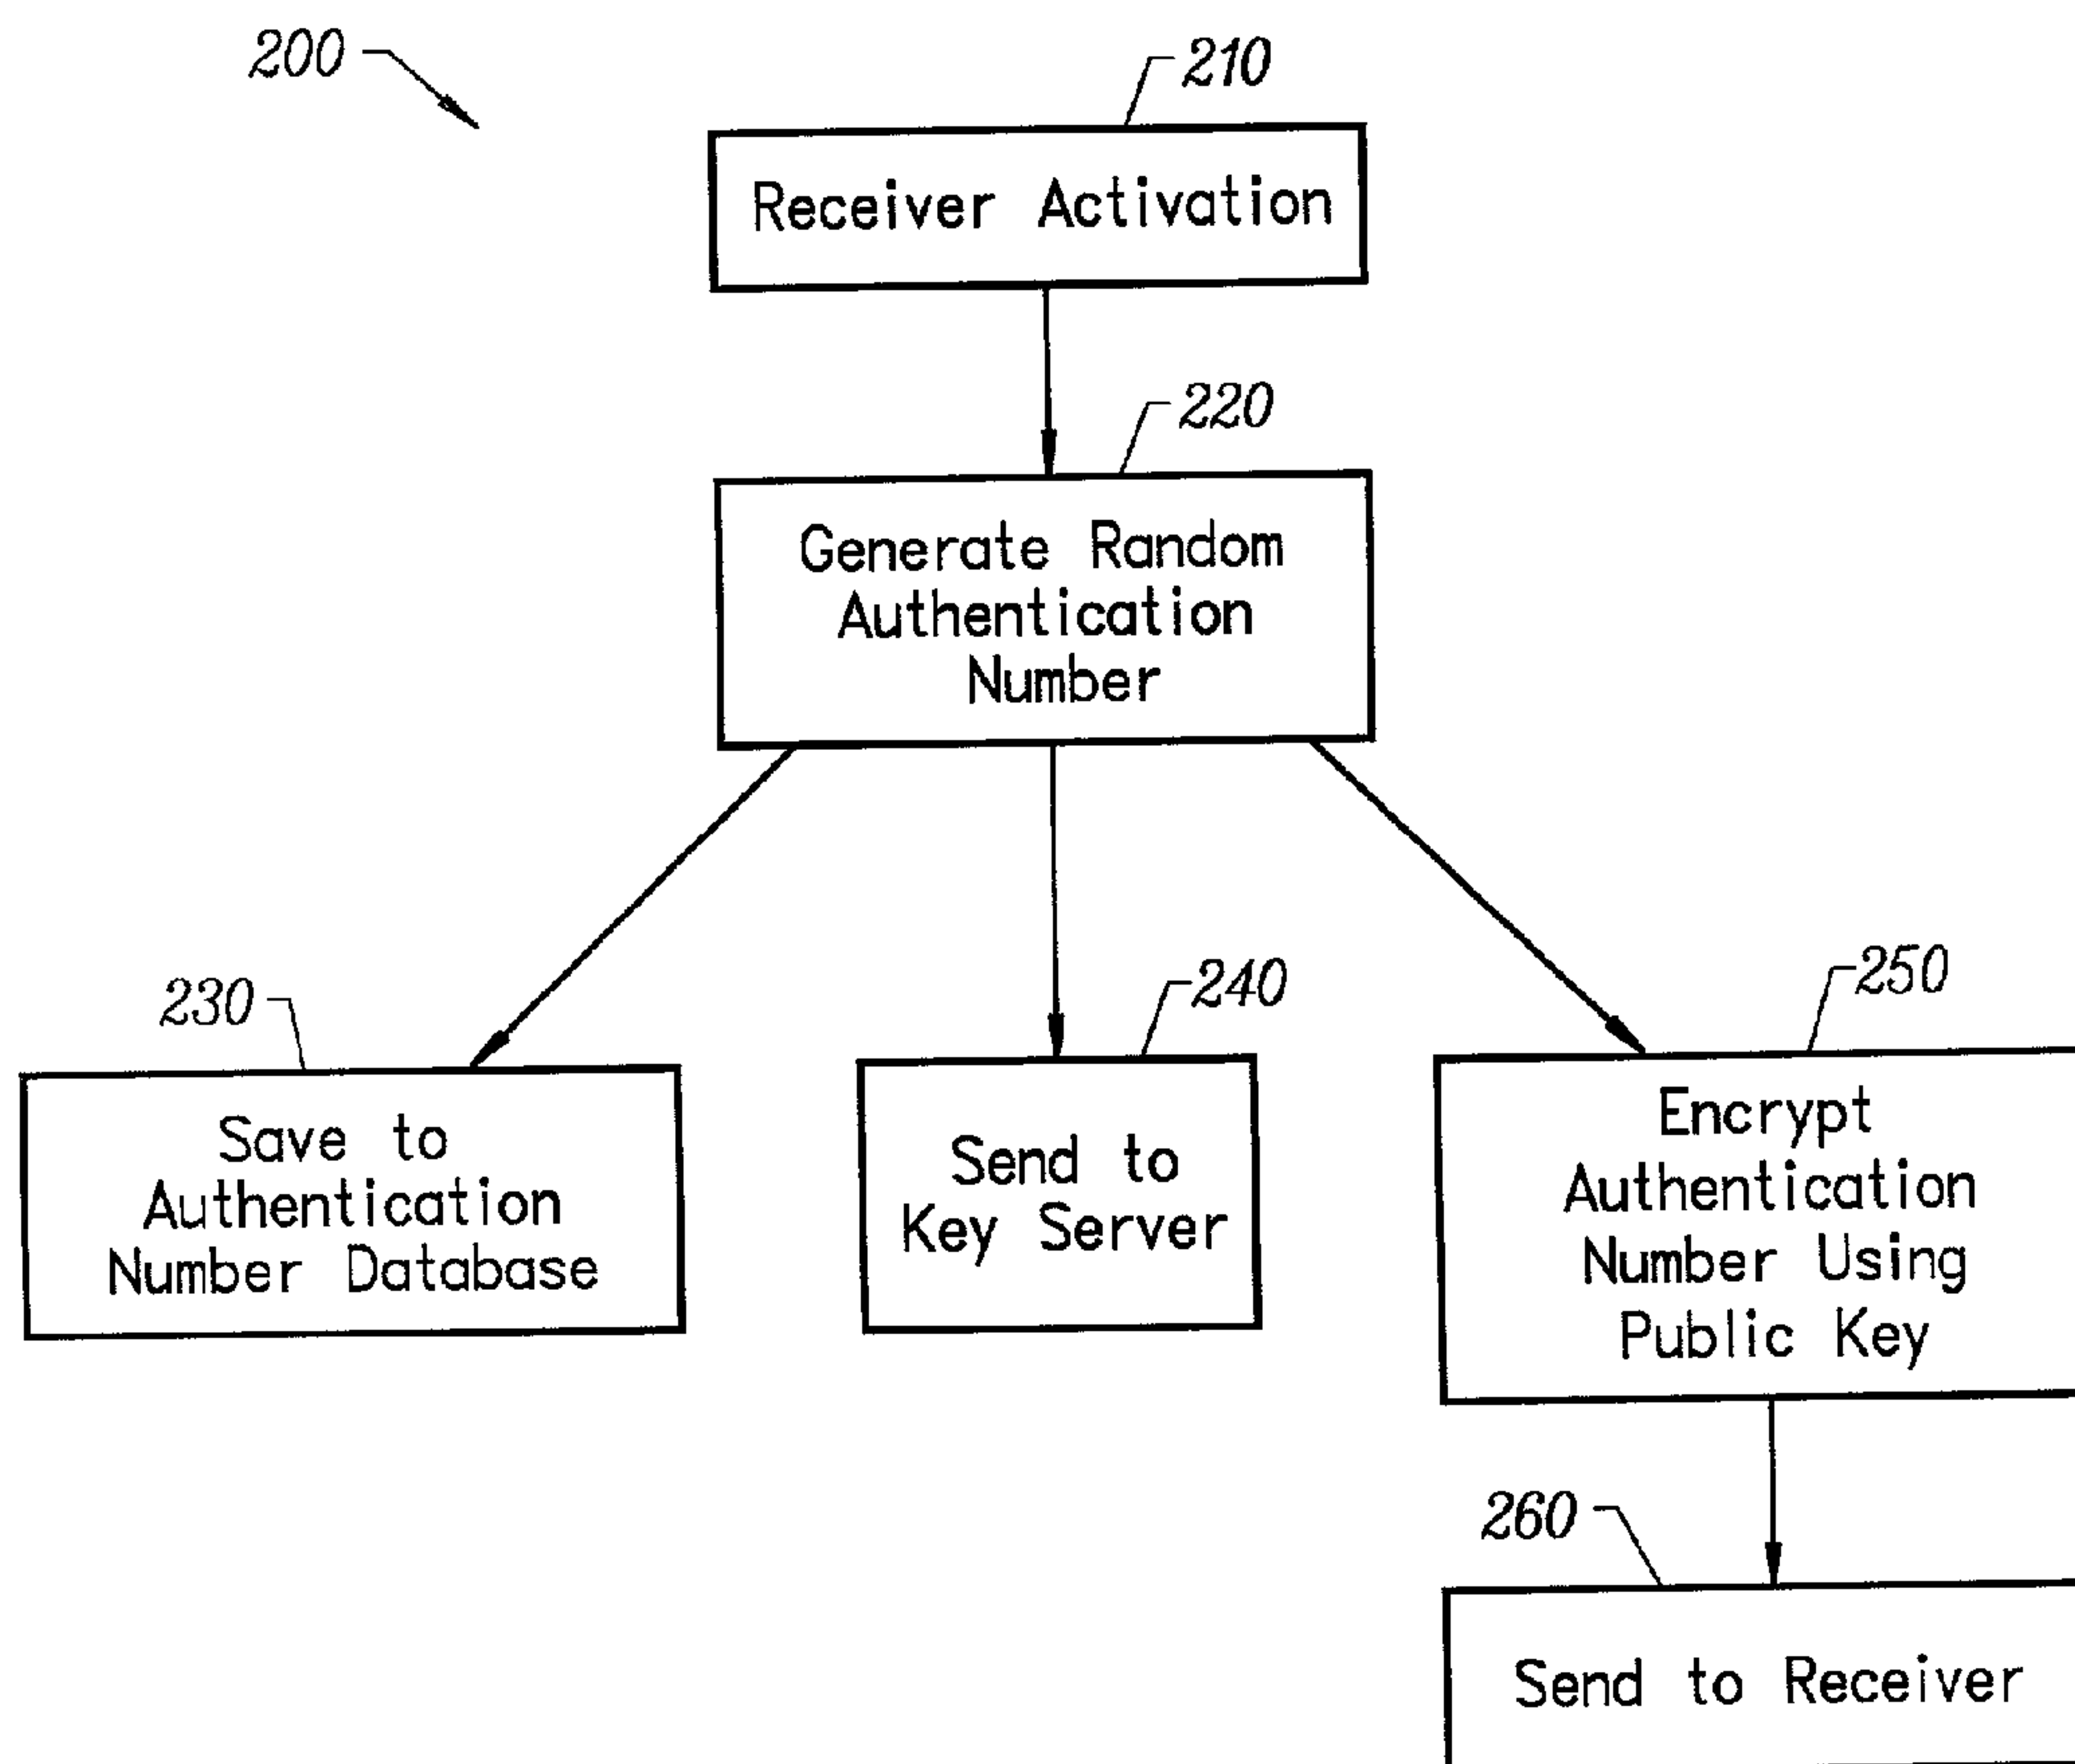 200
210
Receiver Activation
220
Generate Random
Authentication
Number
230
Save to
Authentication
Number Database
240
Send to
Key Server
250
Encrypt
Authentication
Number Using
Public Key
260
Send to Receiver